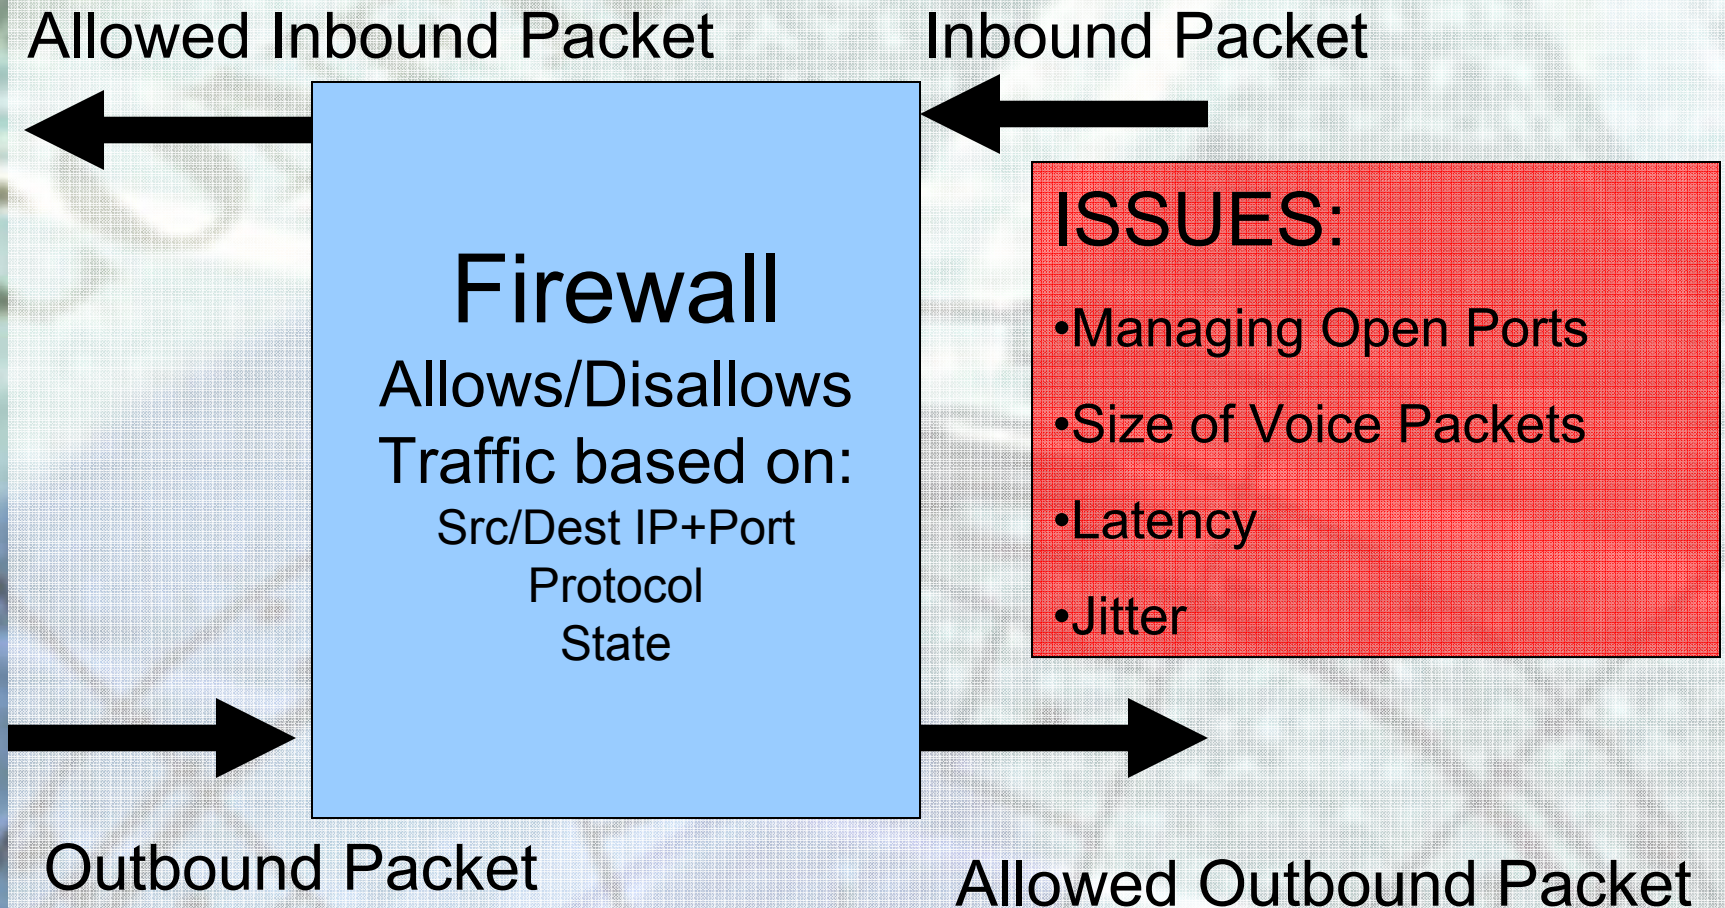 Allowed Inbound Packet
Inbound Packet
Firewall
Allows/Disallows
Traffic based on:
Src/Dest IP+Port
Protocol
State
ISSUES:
•Managing Open Ports
•Size of Voice Packets
•Latency
•Jitter
Outbound Packet
Allowed Outbound Packet